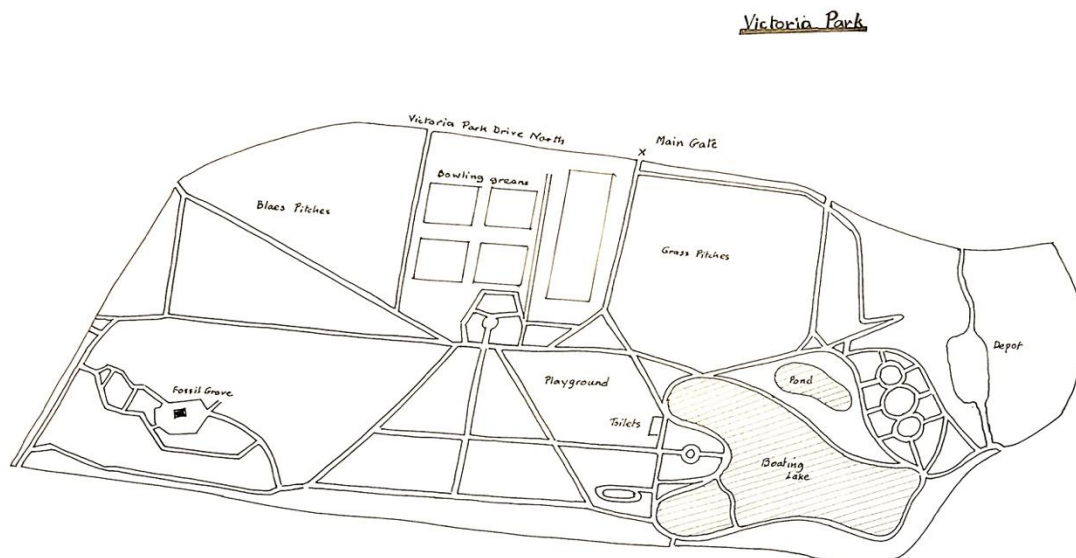 Victoria Park
Victoria Park Drive North
Main Gate
Bowling greens
Blaes Pitches
Grass Pitches
Depot
Fossil Grove
Playground
Pond
Toilets
Boating
Lake